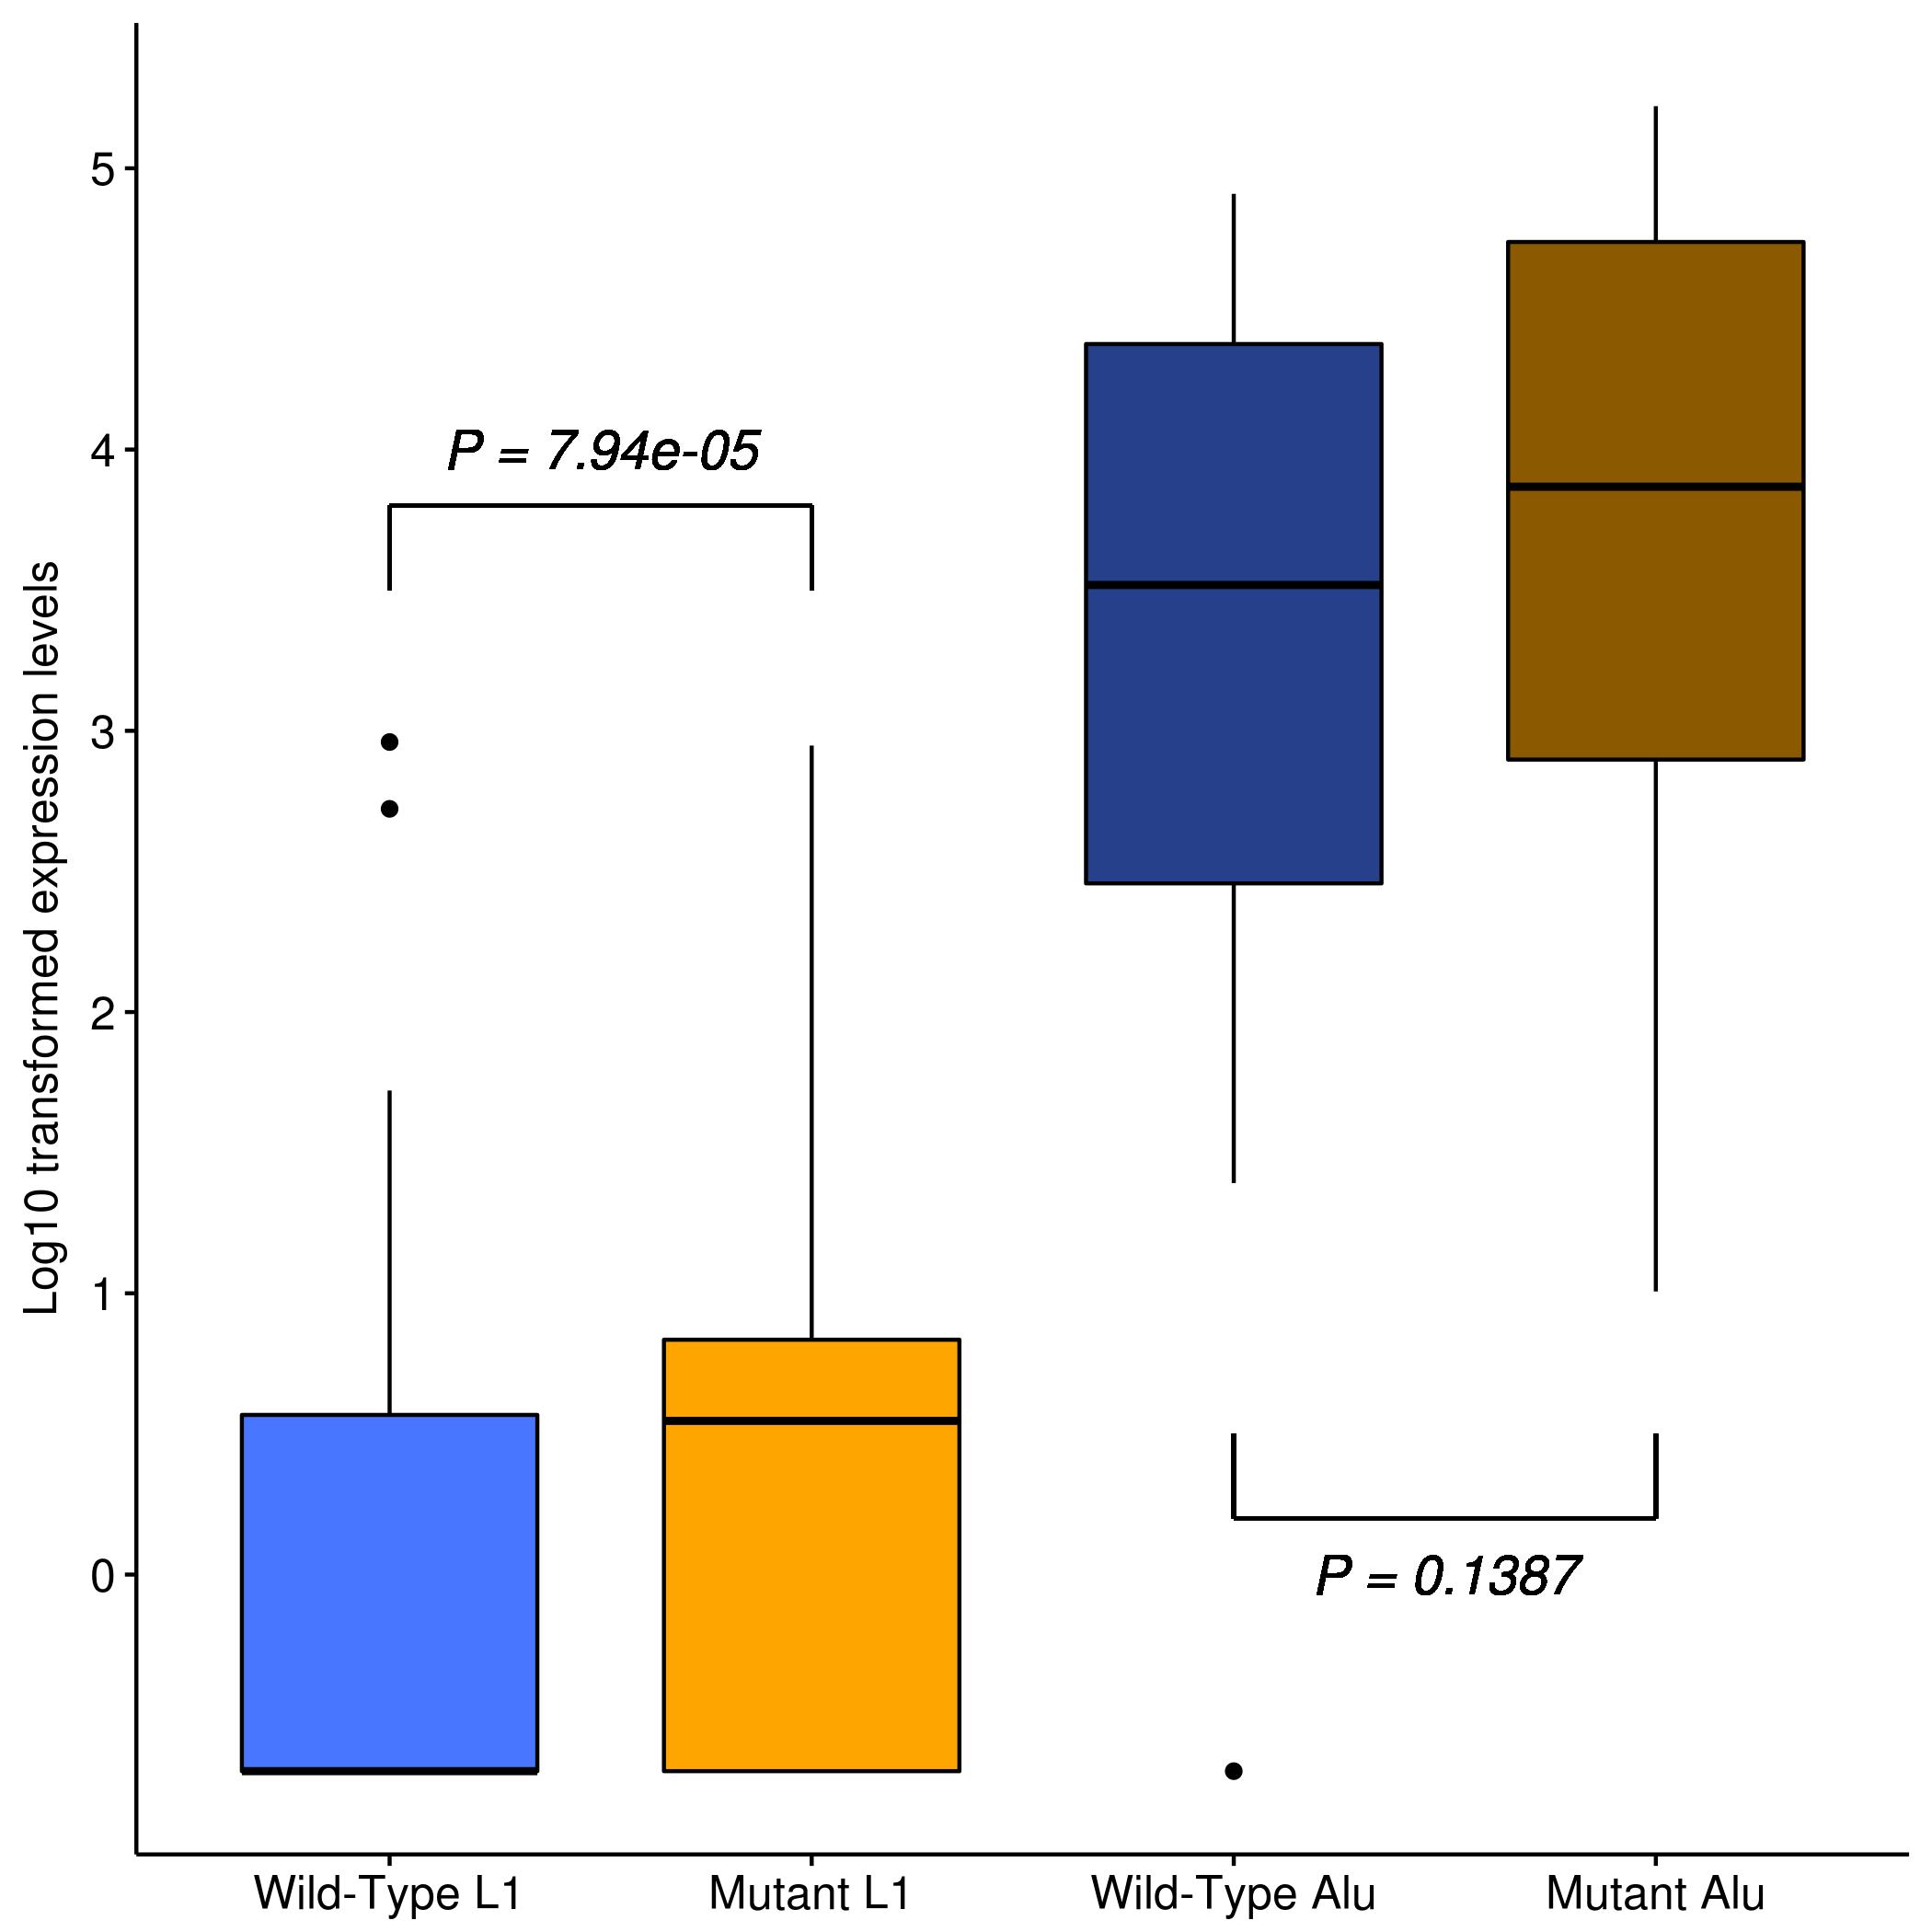 Log10 transformed expression levels
5
4
3
2
1
0
P = 7.94e-05
P = 0.1387
Wild-Type L1
Mutant L1
Wild-Type Alu
Mutant Alu